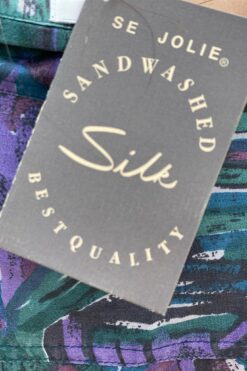 SE JOLIE®
SANDWASHED
Silk
BEST QUALITY